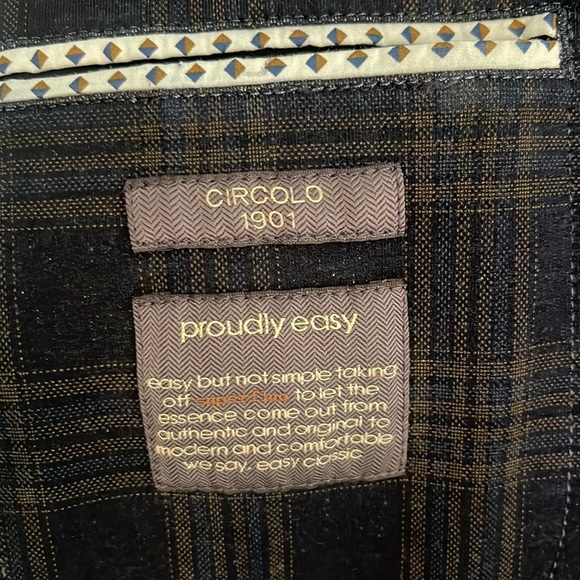 CIRCOLO
1901
proudly easy
easy but not simple taking
off superfluo to let the
essence come out from
authentic and original to
modern and comfortable
we say, easy classic